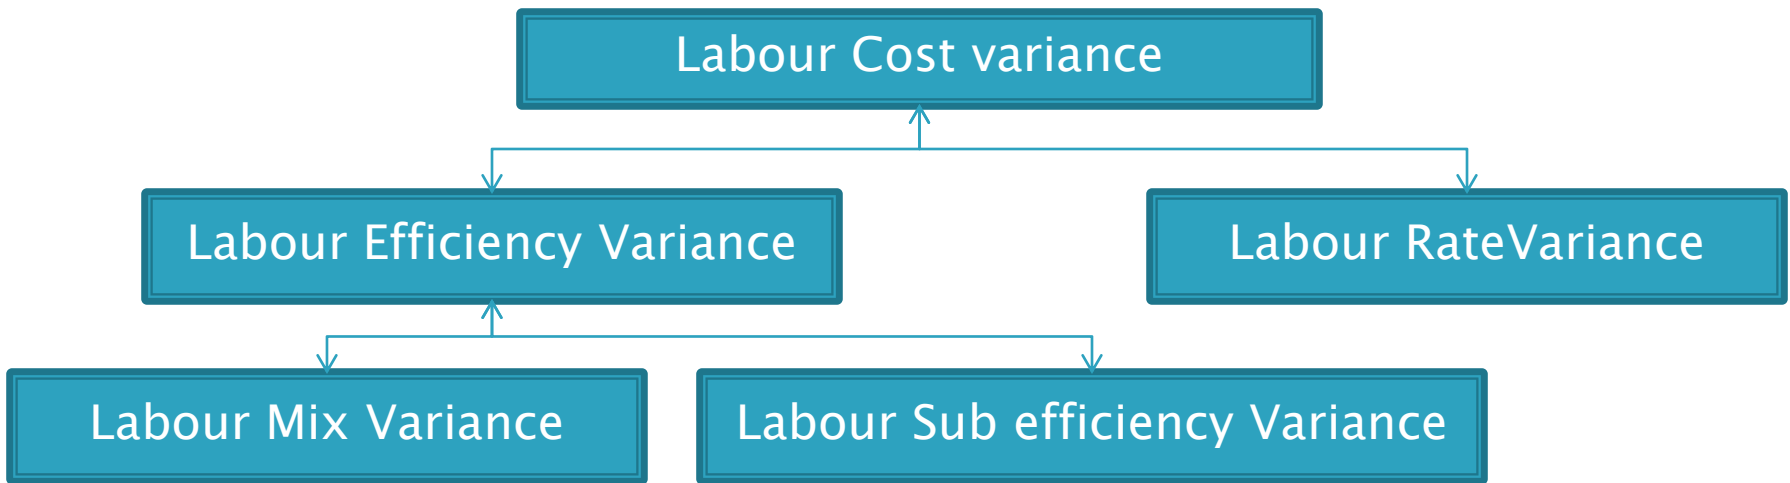 Labour Cost variance
Labour Efficiency Variance
Labour RateVariance
Labour Mix Variance
Labour Sub efficiency Variance